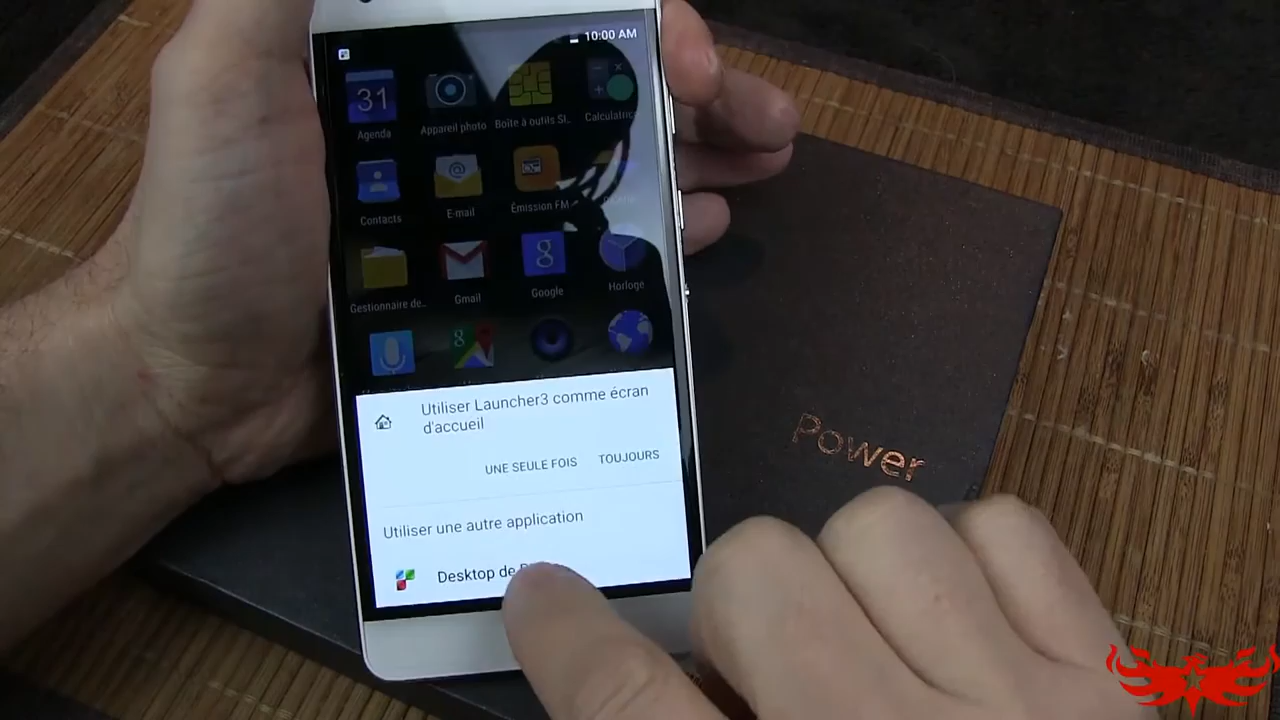 10:00 AM
31
Agenda
Appareil photo
Boîte à outils SI..
Calculatric
Contacts
E-mail
Émission FM
Gestionnaire de..
Gmail
Google
Horloge
Utiliser Launcher3 comme écran
d'accueil
UNE SEULE FOIS
TOUJOURS
Utiliser une autre application
Desktop de
Power